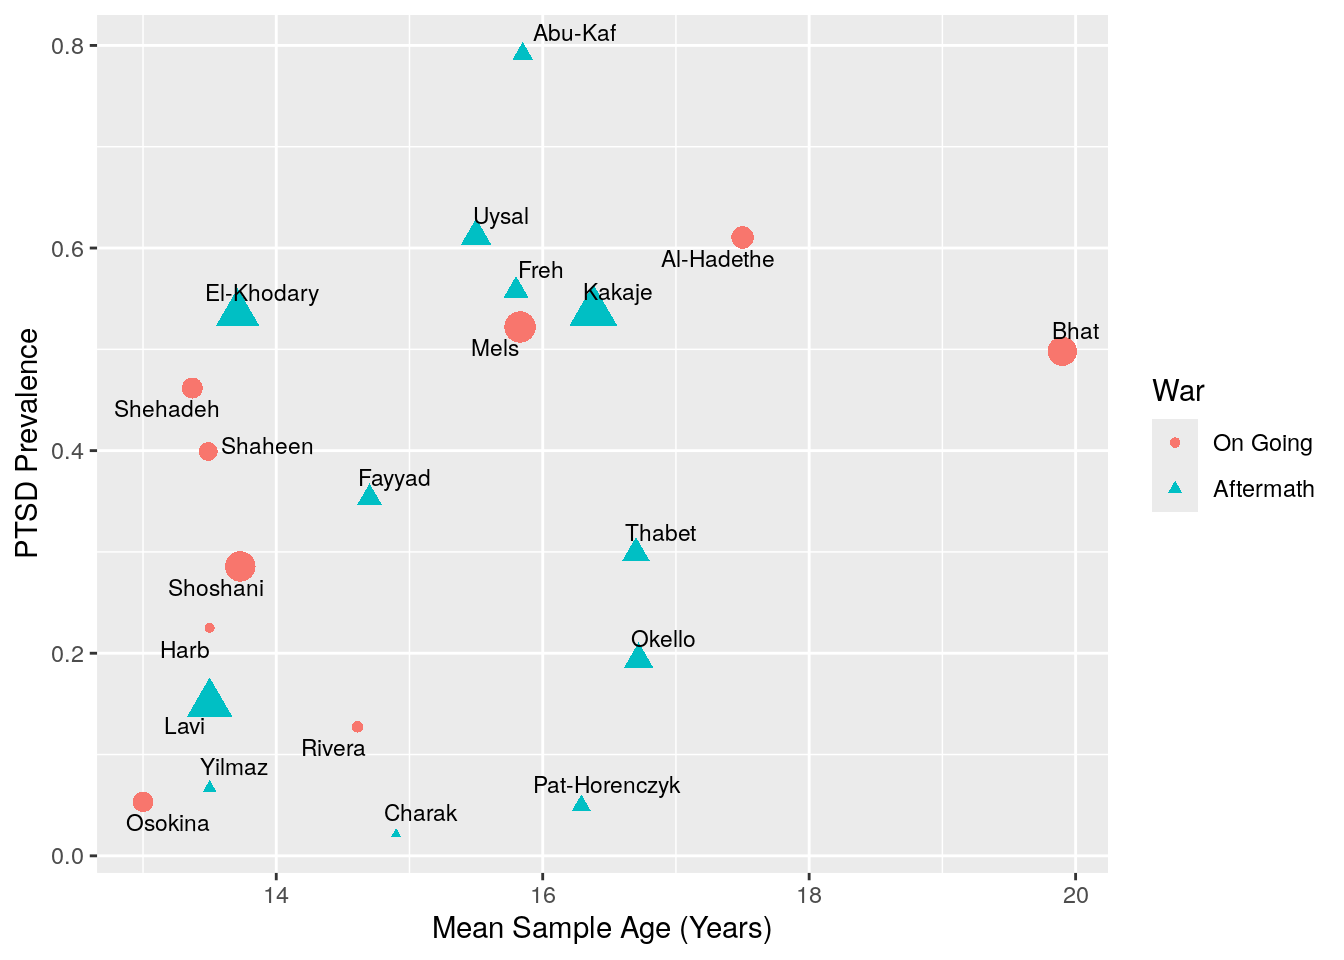 Abu-Kaf
Uysal
Al-Hadethe
Freh
El-Khodary
Kakaje
Bhat
Mels
Shehadeh
Shaheen
Fayyad
Thabet
Shoshani
Okello
Harb
Lavi
Rivera
Yilmaz
Pat-Horenczyk
Charak
Osokina
0.8
0.6
0.4
0.2
0.0
PTSD Prevalence
14
16
18
20
Mean Sample Age (Years)
War
On Going
Aftermath